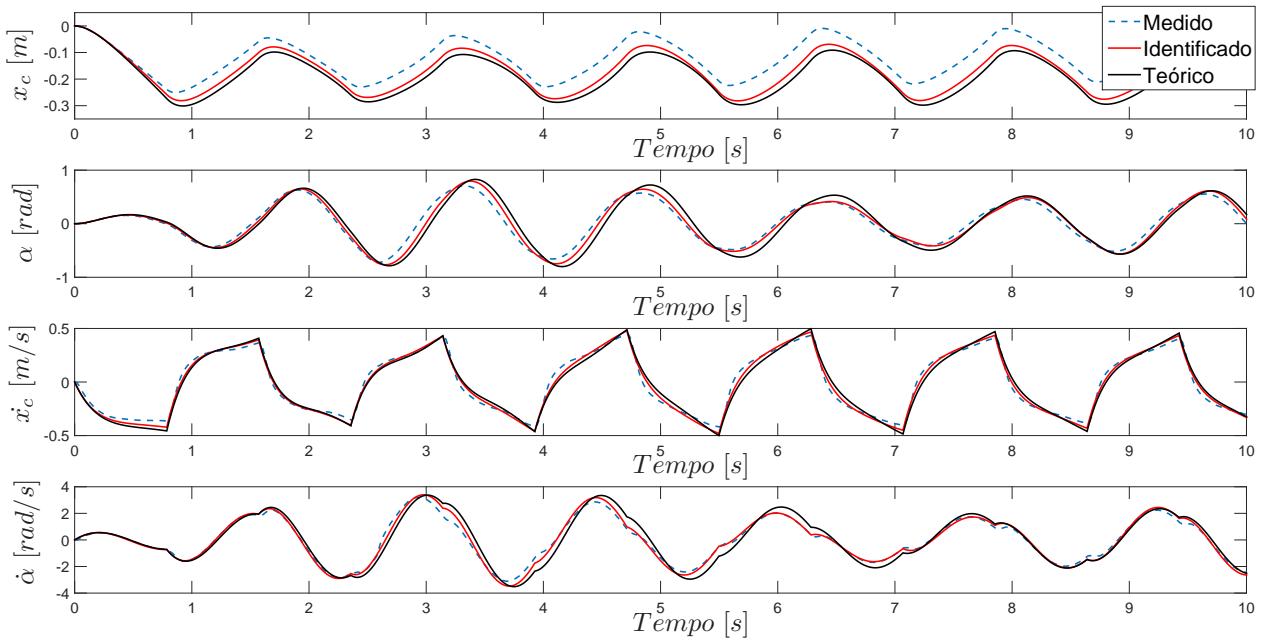 x_c [m]
0
-0.1
-0.2
-0.3
0 1 2 3 4 5 6 7 8 9 10
Tempo [s]
Medido
Identificado
Teórico
α [rad]
1
0
-1
0 1 2 3 4 5 6 7 8 9 10
Tempo [s]
ẋ_c [m/s]
0.5
0
-0.5
0 1 2 3 4 5 6 7 8 9 10
Tempo [s]
α̇ [rad/s]
4
2
0
-2
-4
0 1 2 3 4 5 6 7 8 9 10
Tempo [s]